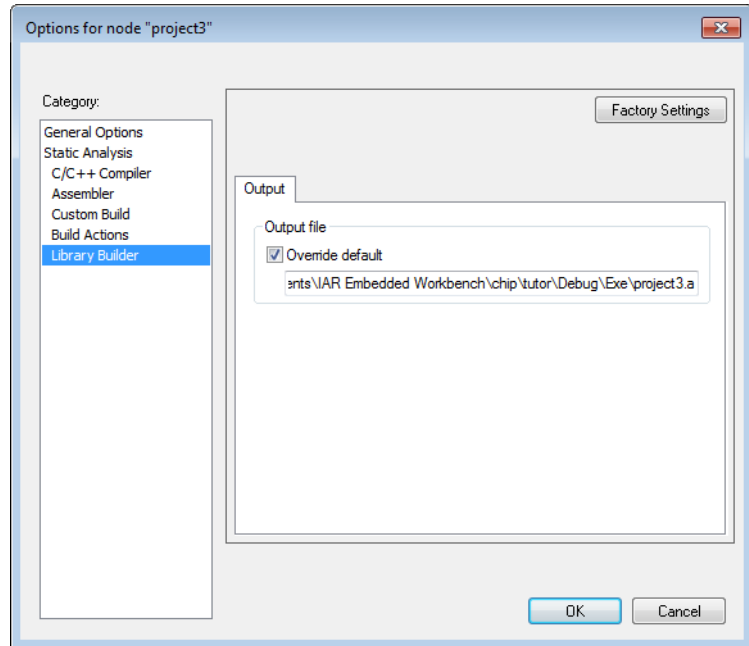 Options for node "project3"
Category:
Factory Settings
General Options
Static Analysis
C/C++ Compiler
Assembler
Custom Build
Build Actions
Library Builder
Output
Output file
Override default
ents\IAR Embedded Workbench\chip\tutor\Debug\Exe\project3.a
OK
Cancel